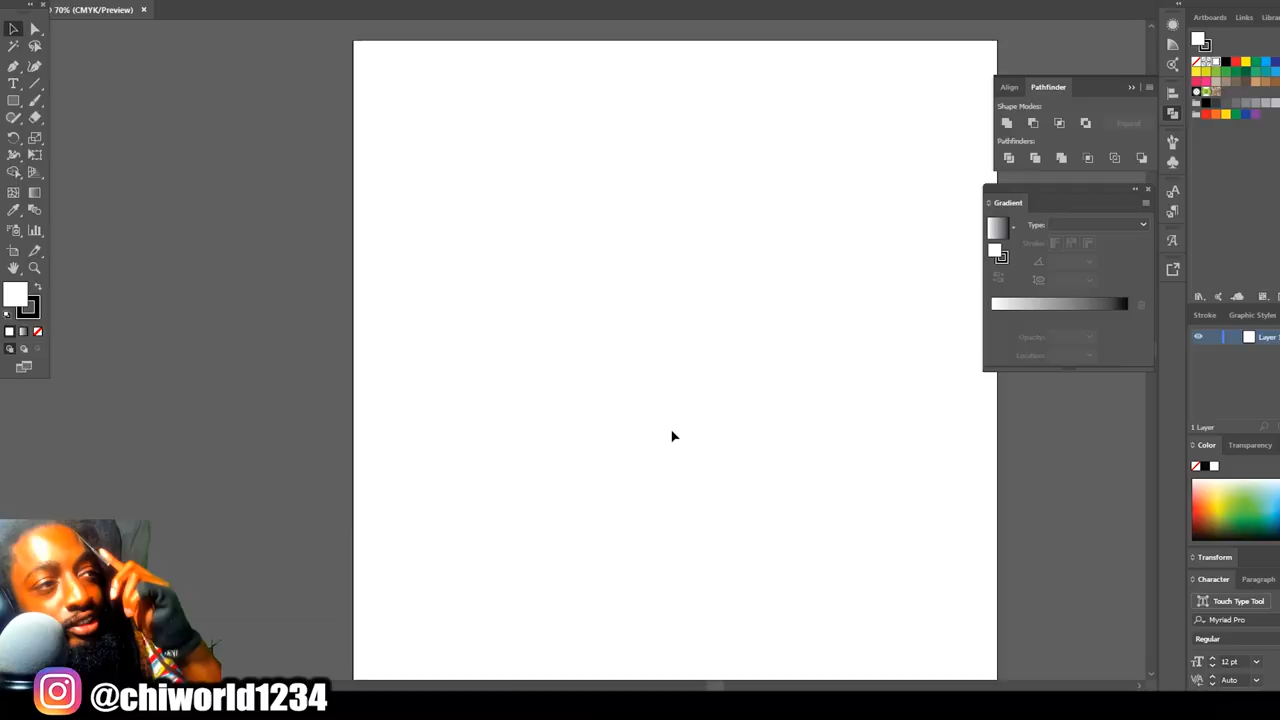 70% (CMYK/Preview) ×
Artboards Links Libra
Align Pathfinder
Shape Modes:
Expand
Pathfinders:
Gradient
Type:
Stroke:
Opacity:
Location:
Stroke Graphic Styles
Layer
1 Layer
Color Transparency
Transform
Character Paragraph
Touch Type Tool
Myriad Pro
Regular
12 pt
Auto
@chiworld1234